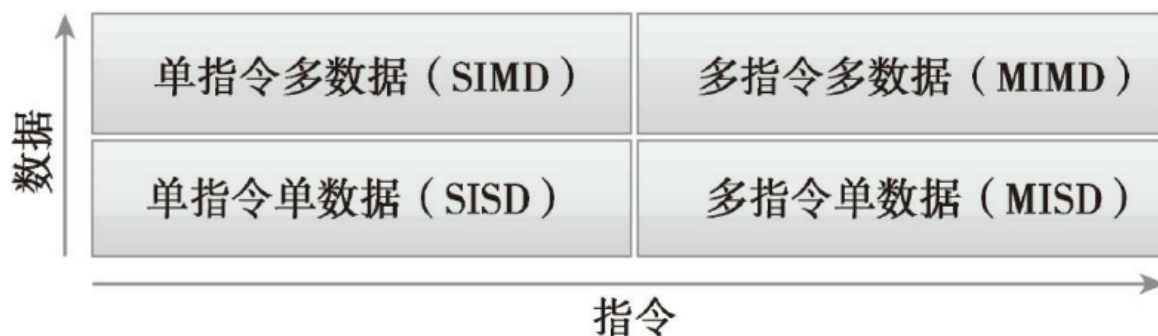 数据
单指令多数据（SIMD）
多指令多数据（MIMD）
单指令单数据（SISD）
多指令单数据（MISD）
指令